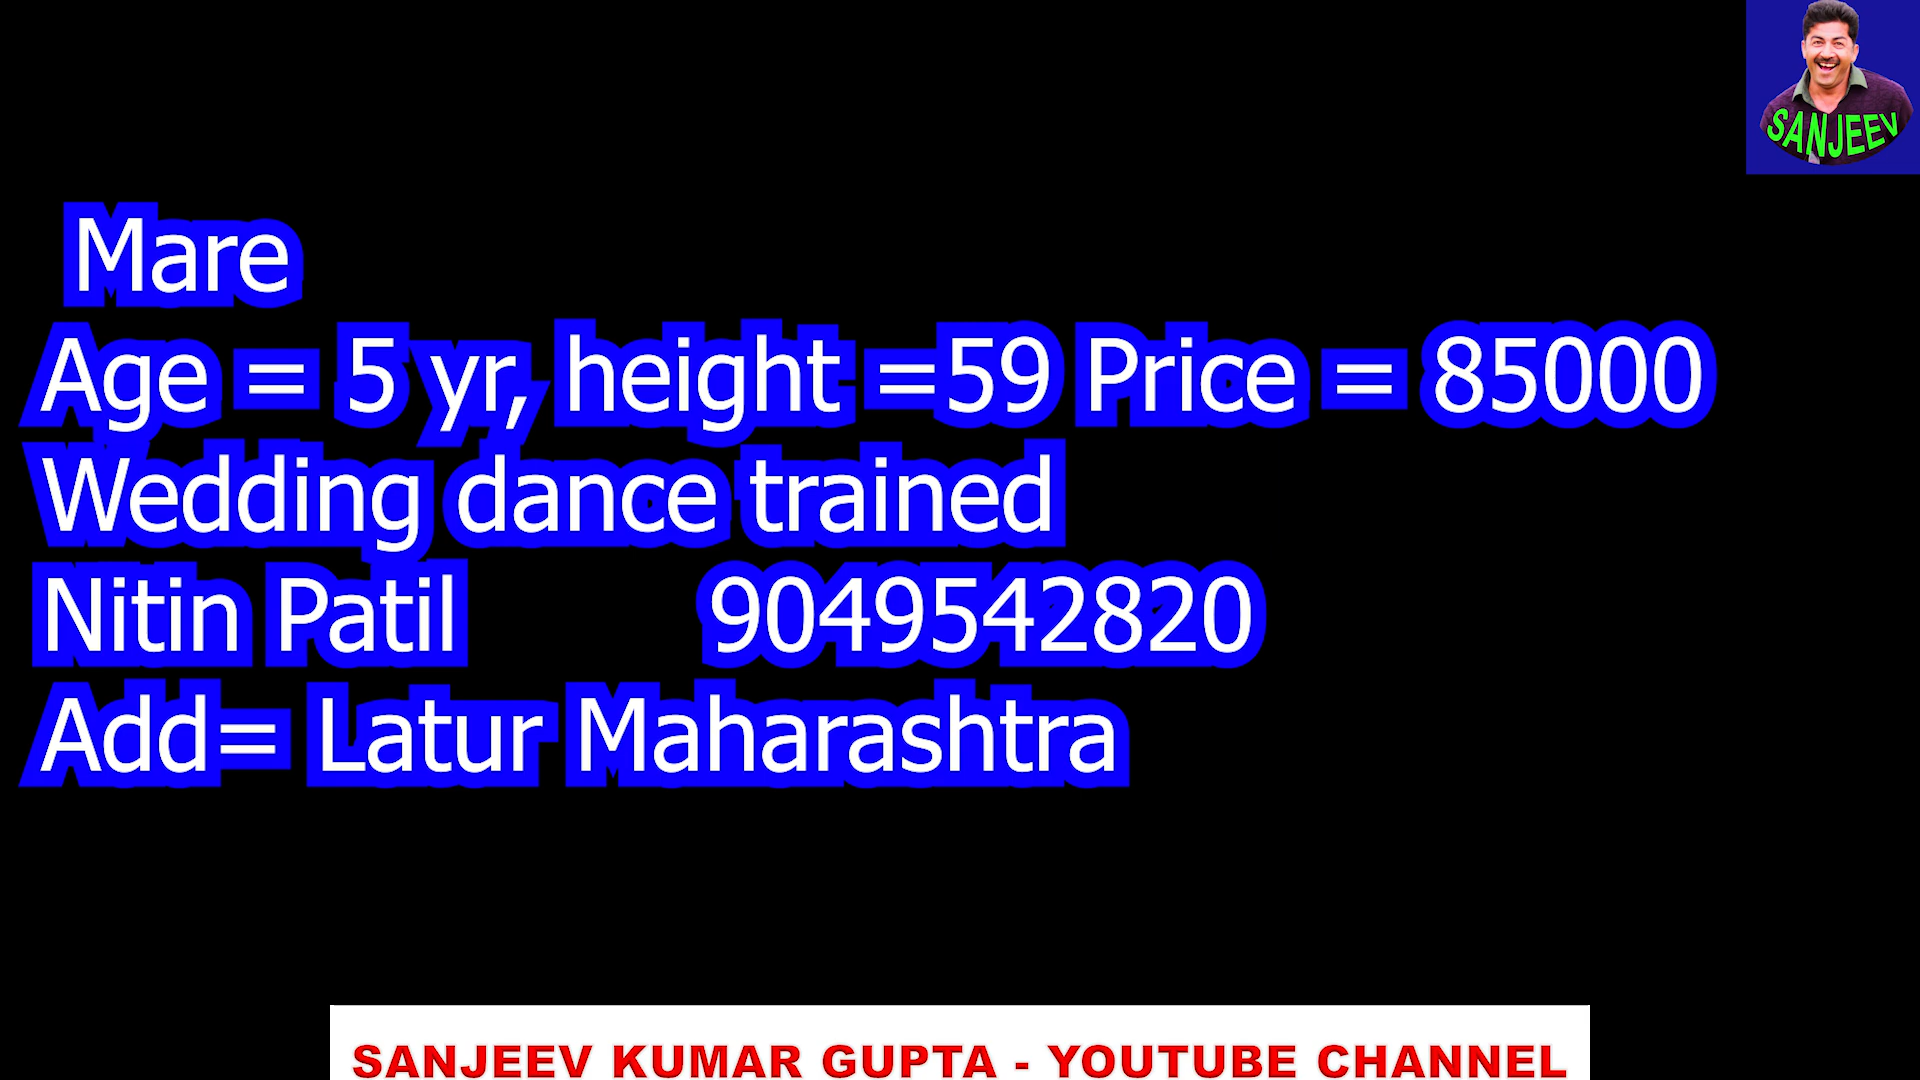 SANJEEV
Mare
Age = 5 yr, height =59 Price = 85000
Wedding dance trained
Nitin Patil 9049542820
Add= Latur Maharashtra
SANJEEV KUMAR GUPTA - YOUTUBE CHANNEL